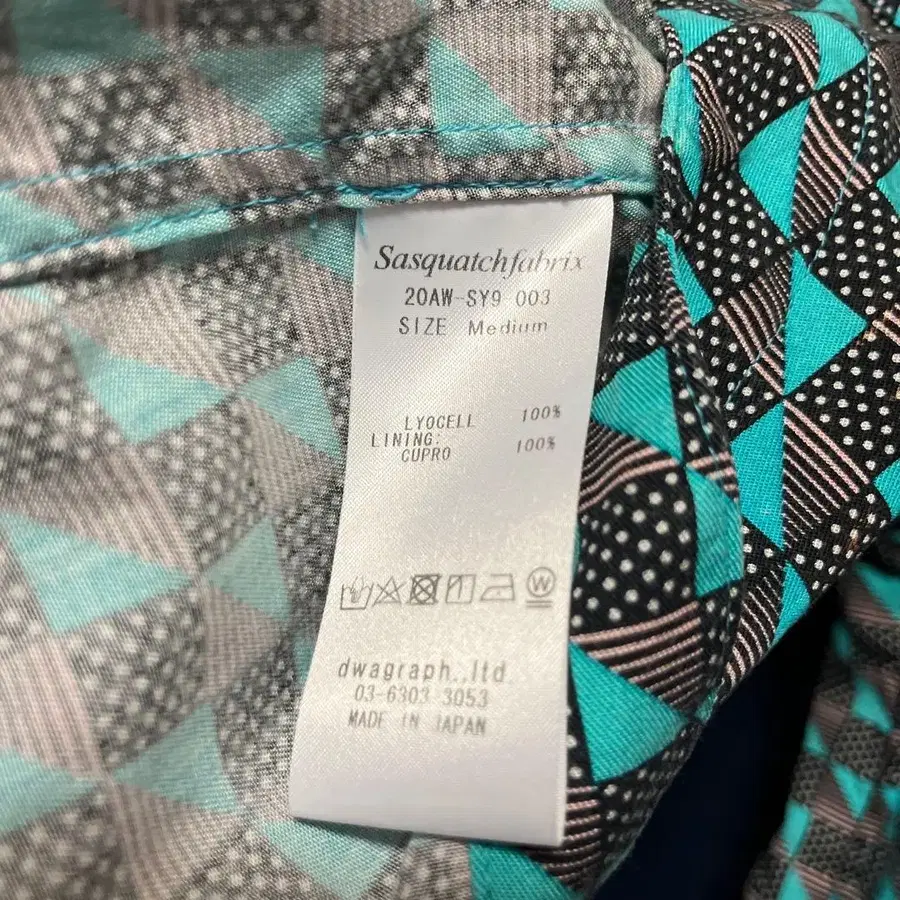 Sasquatchfabrix
20AW-SY9 003
SIZE Medium
LYOCELL 100%
LINING:
CUPRO 100%
W
dwagraph.,ltd
03-6303 3053
MADE IN JAPAN